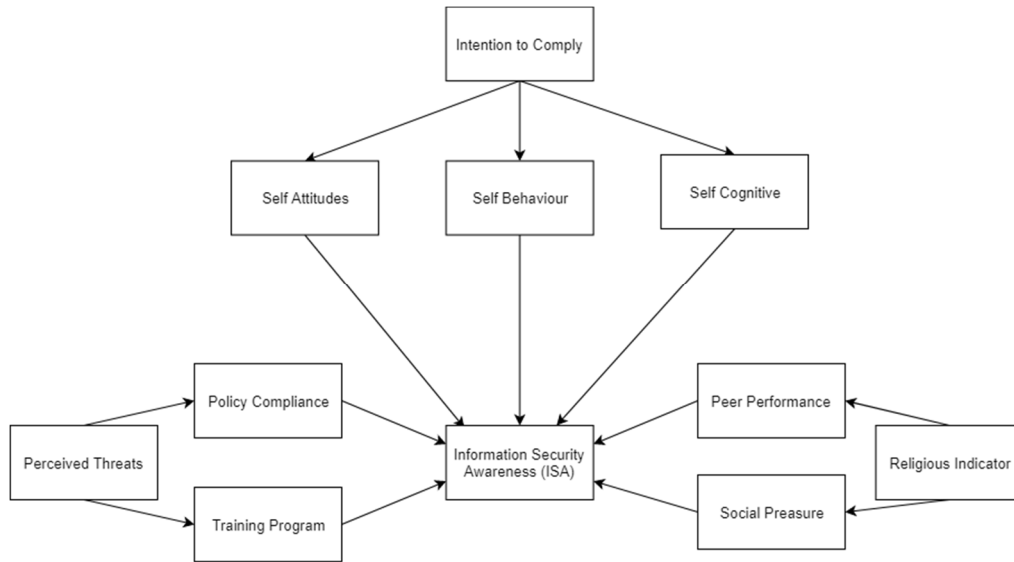 Intention to Comply
Self Attitudes
Self Behaviour
Self Cognitive
Policy Compliance
Peer Performance
Perceived Threats
Information Security
Awareness (ISA)
Religious Indicator
Training Program
Social Preasure